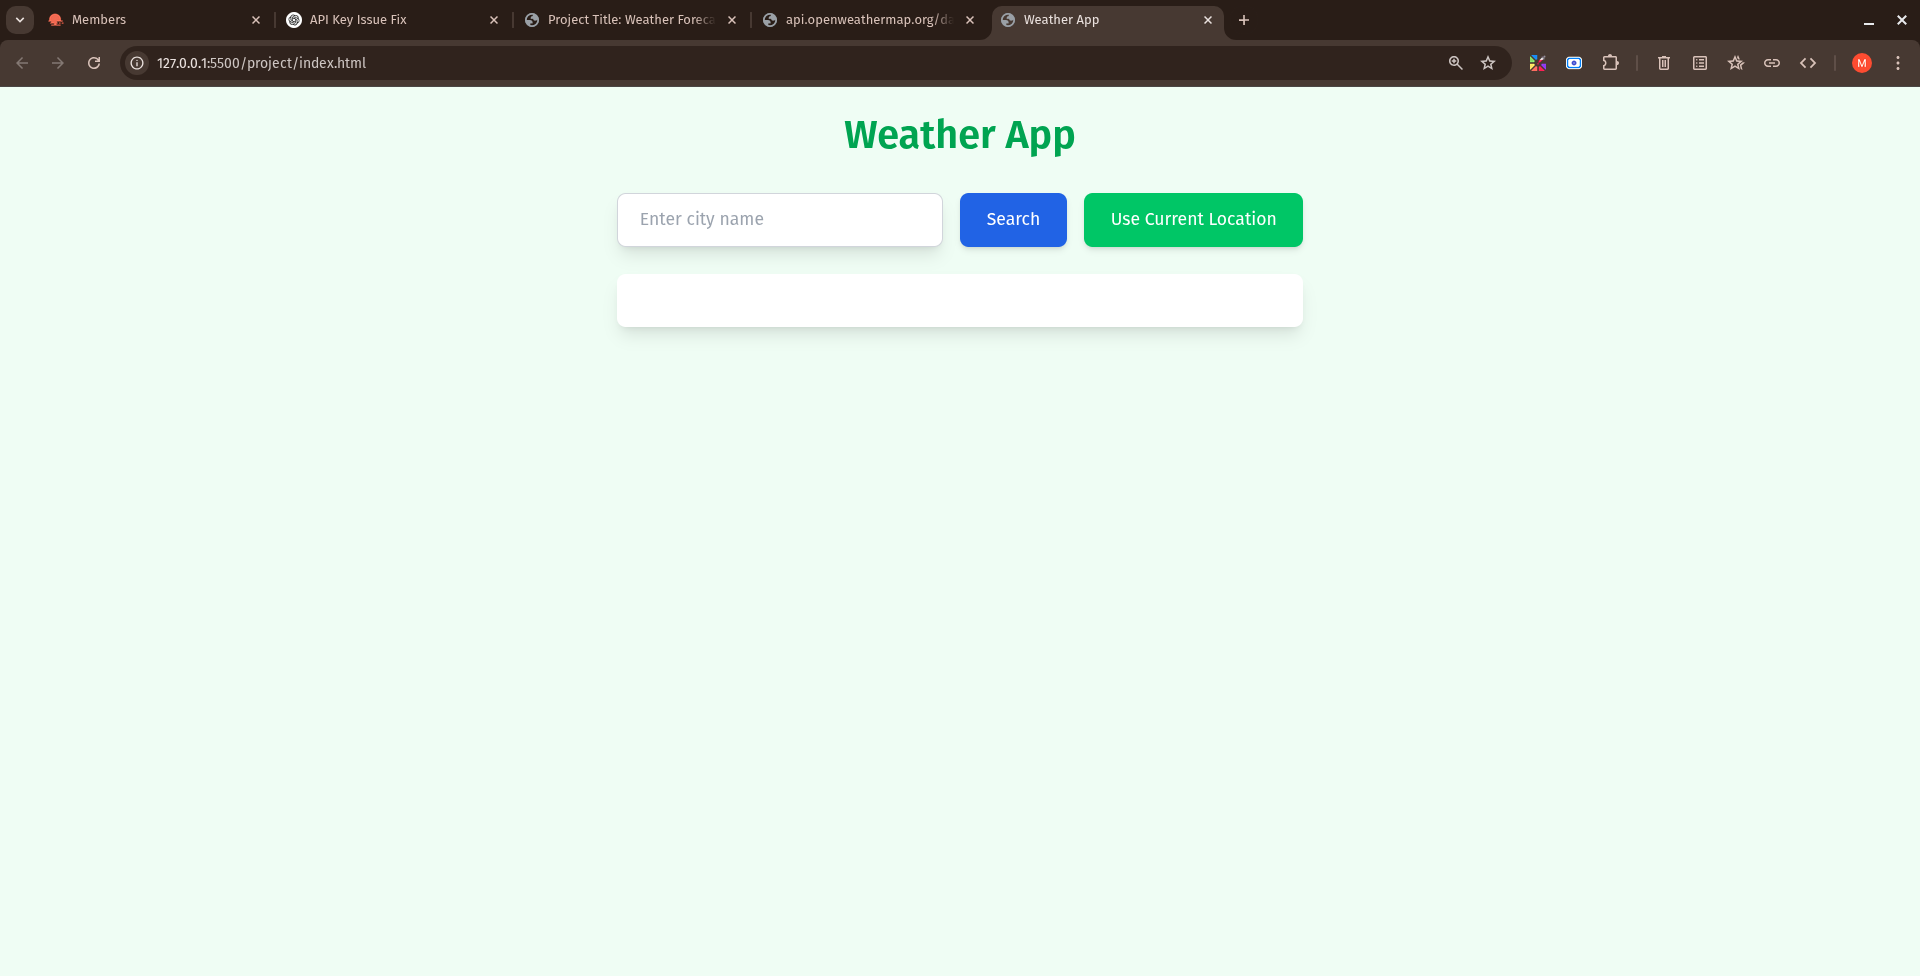 Members
API Key Issue Fix
Project Title: Weather Foreca
api.openweathermap.org/da
Weather App
127.0.0.1:5500/project/index.html
M
Weather App
Enter city name
Search
Use Current Location